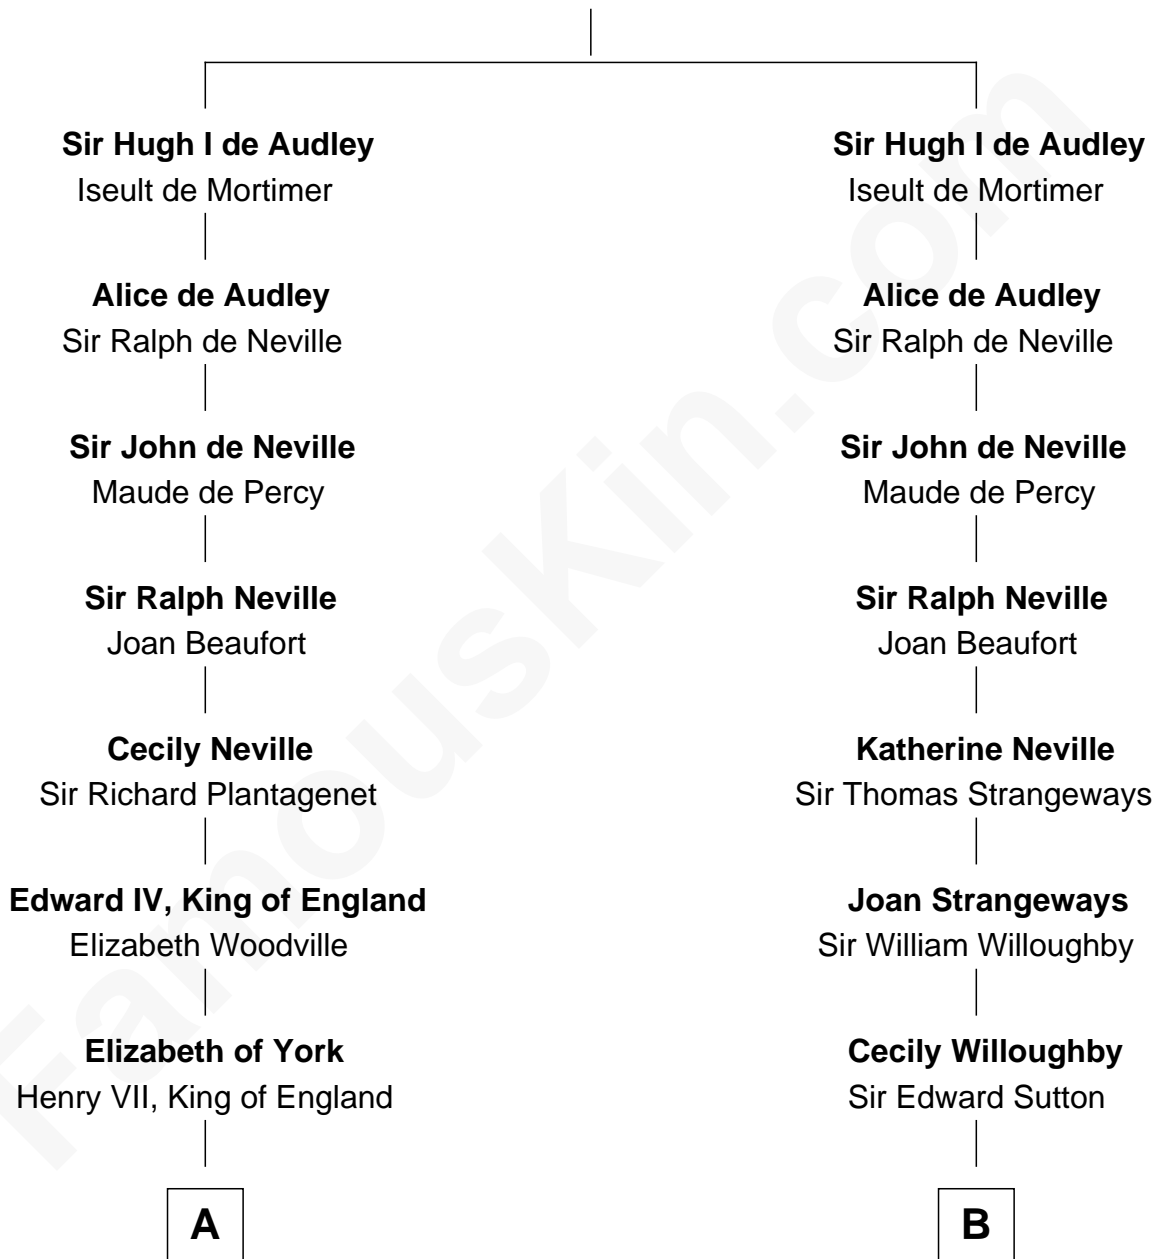 Sir Hugh I de Audley
Iseult de Mortimer
Alice de Audley
Sir Ralph de Neville
Sir John de Neville
Maude de Percy
Sir Ralph Neville
Joan Beaufort
Cecily Neville
Sir Richard Plantagenet
Edward IV, King of England
Elizabeth Woodville
Elizabeth of York
Henry VII, King of England
A
Sir Hugh I de Audley
Iseult de Mortimer
Alice de Audley
Sir Ralph de Neville
Sir John de Neville
Maude de Percy
Sir Ralph Neville
Joan Beaufort
Katherine Neville
Sir Thomas Strangeways
Joan Strangeways
Sir William Willoughby
Cecily Willoughby
Sir Edward Sutton
B
FamousKin.com